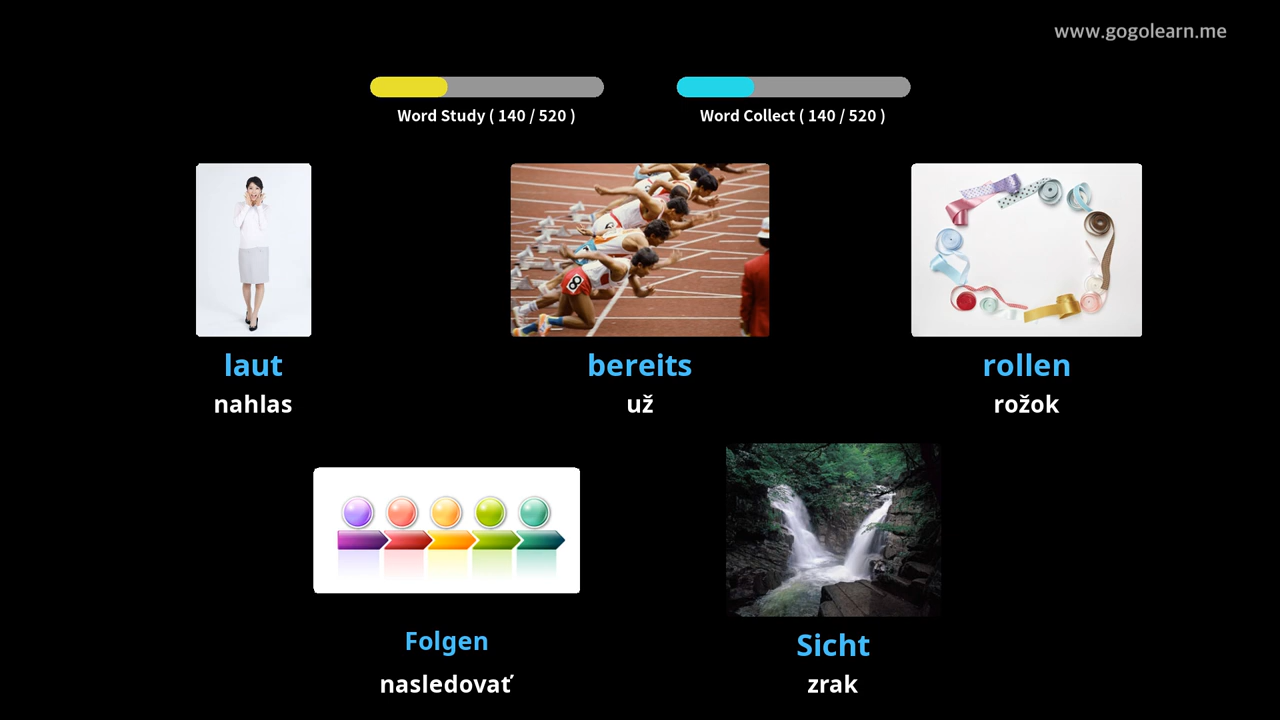 www.gogolearn.me
Word Study ( 140 / 520 )
Word Collect ( 140 / 520 )
laut
nahlas
bereits
už
rollen
rožok
Folgen
nasledovať
Sicht
zrak